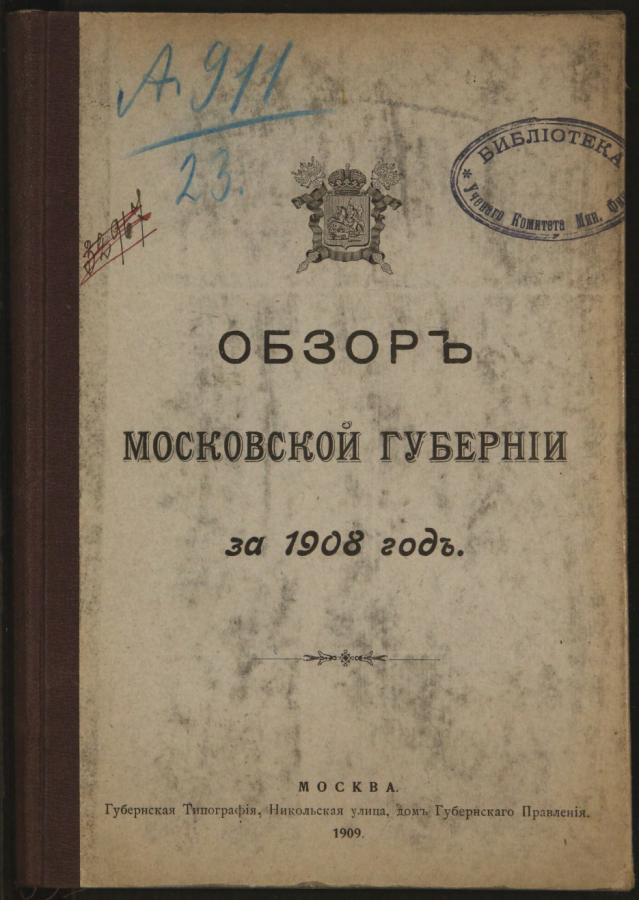 А 911
23.
БИБЛІОТЕКА
* Ученаго Комитета Мин.
ОБЗОРЪ
МОСКОВСКОЙ ГУБЕРНІИ
за 1908 годъ.
МОСКВА.
Губернская Типографія, Никольская улица, домъ Губернскаго Правленія.
1909.